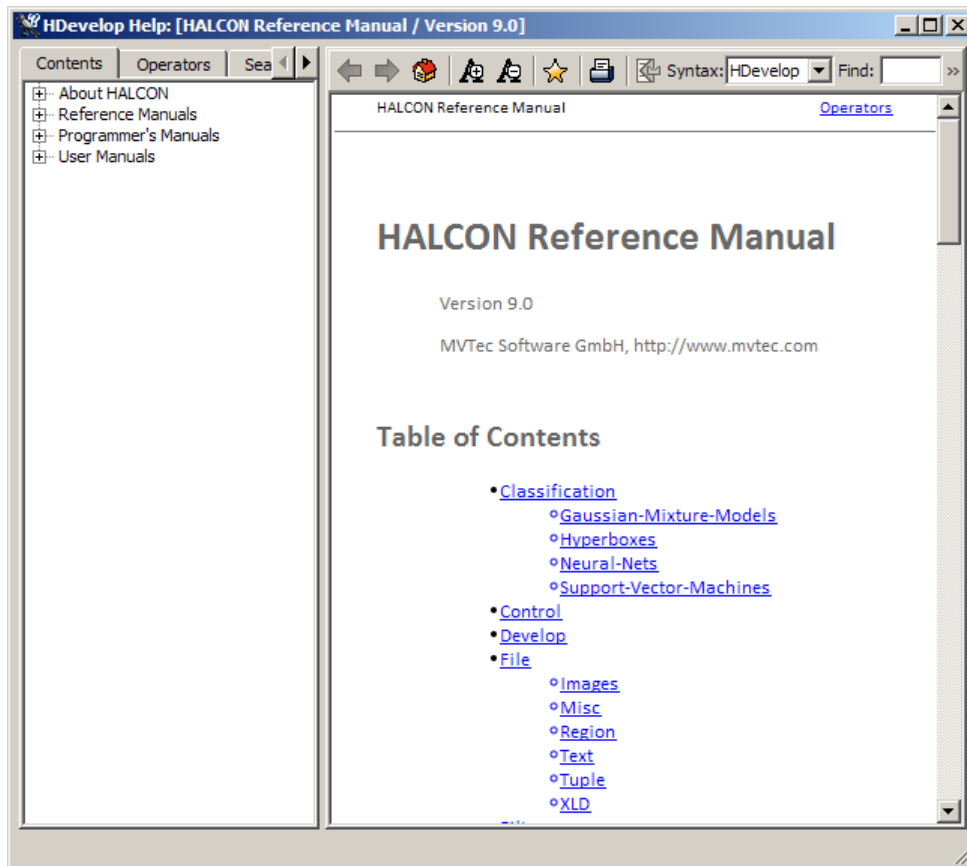 HDevelop Help: [HALCON Reference Manual / Version 9.0]
Contents Operators Sea
Syntax: HDevelop Find: »
About HALCON
Reference Manuals
Programmer's Manuals
User Manuals
HALCON Reference Manual Operators
HALCON Reference Manual
Version 9.0
MVTec Software GmbH, http://www.mvtec.com
Table of Contents
•Classification
Gaussian-Mixture-Models
Hyperboxes
Neural-Nets
Support-Vector-Machines
•Control
•Develop
•File
Images
Misc
Region
Text
Tuple
XLD